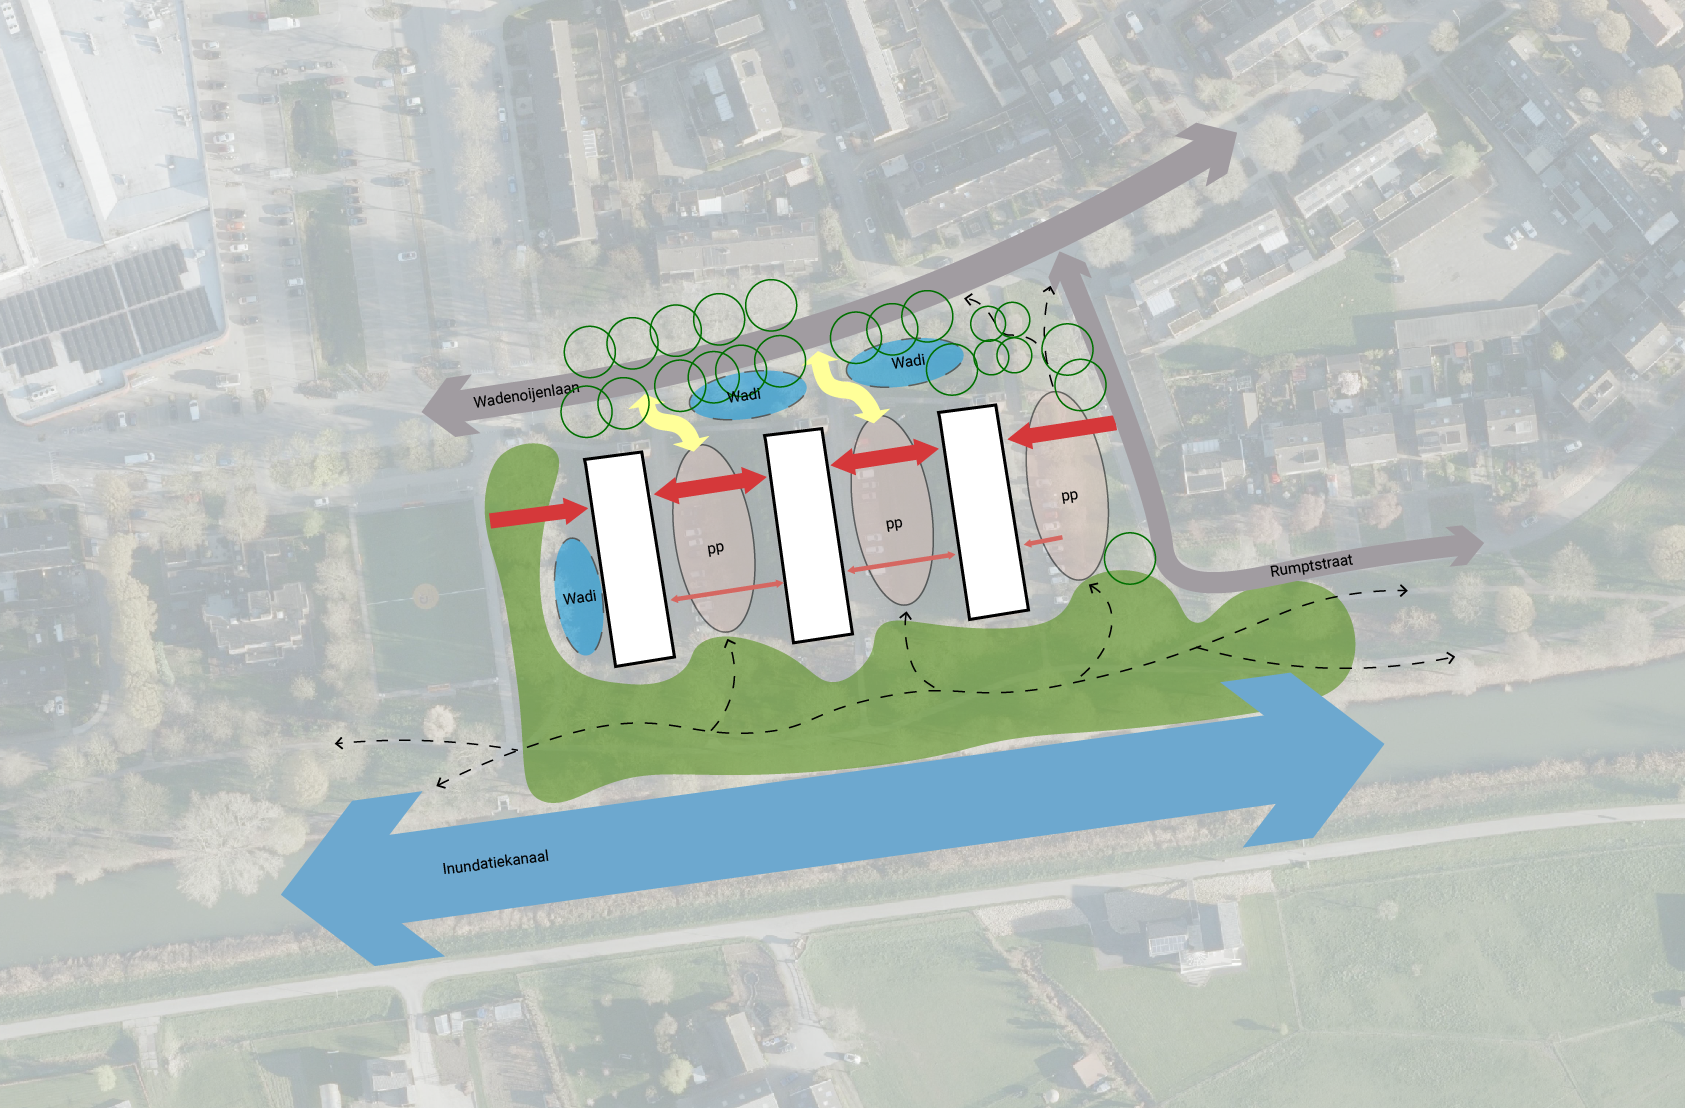 Wadenoijenlaan
Wadi
Wadi
pp
pp
pp
Wadi
Rumptstraat
Inundatiekanaal